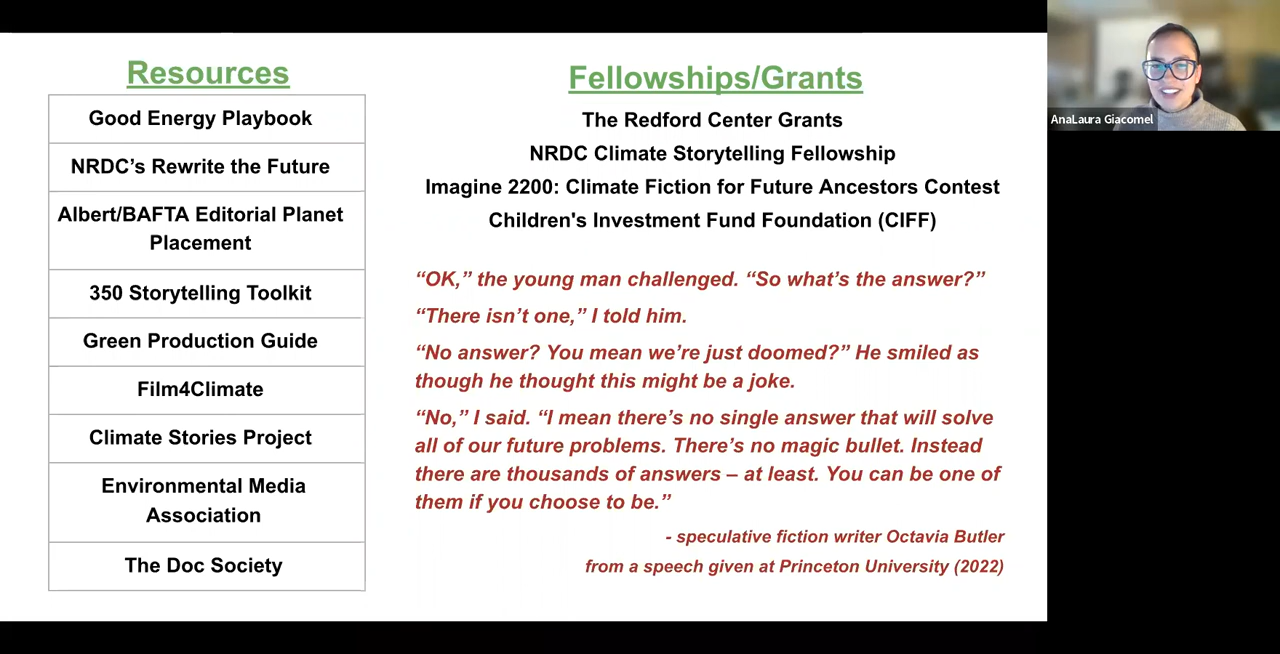 Resources
Good Energy Playbook
NRDC’s Rewrite the Future
Albert/BAFTA Editorial Planet
Placement
350 Storytelling Toolkit
Green Production Guide
Film4Climate
Climate Stories Project
Environmental Media
Association
The Doc Society
Fellowships/Grants
The Redford Center Grants
NRDC Climate Storytelling Fellowship
Imagine 2200: Climate Fiction for Future Ancestors Contest
Children's Investment Fund Foundation (CIFF)
“OK,” the young man challenged. “So what’s the answer?”
“There isn’t one,” I told him.
“No answer? You mean we’re just doomed?” He smiled as
though he thought this might be a joke.
“No,” I said. “I mean there’s no single answer that will solve
all of our future problems. There’s no magic bullet. Instead
there are thousands of answers – at least. You can be one of
them if you choose to be.”
- speculative fiction writer Octavia Butler
from a speech given at Princeton University (2022)
AnaLaura Giacomel